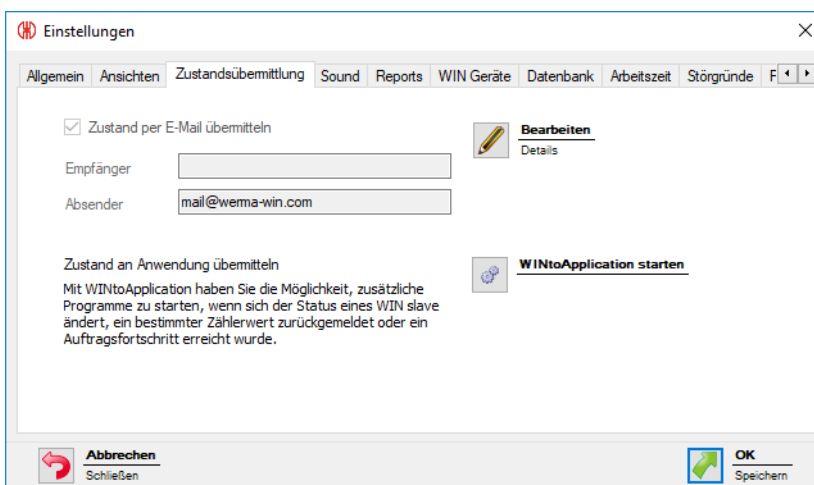 Einstellungen
Allgemein Ansichten Zustandsübermittlung Sound Reports WIN Geräte Datenbank Arbeitszeit Störgründe F
Zustand per E-Mail übermitteln
Bearbeiten
Details
Empfänger
Absender mail@werma-win.com
Zustand an Anwendung übermitteln
WINtoApplication starten
Mit WINtoApplication haben Sie die Möglichkeit, zusätzliche
Programme zu starten, wenn sich der Status eines WIN slave
ändert, ein bestimmter Zählerwert zurückgemeldet oder ein
Auftragsfortschritt erreicht wurde.
Abbrechen
Schließen
OK
Speichern